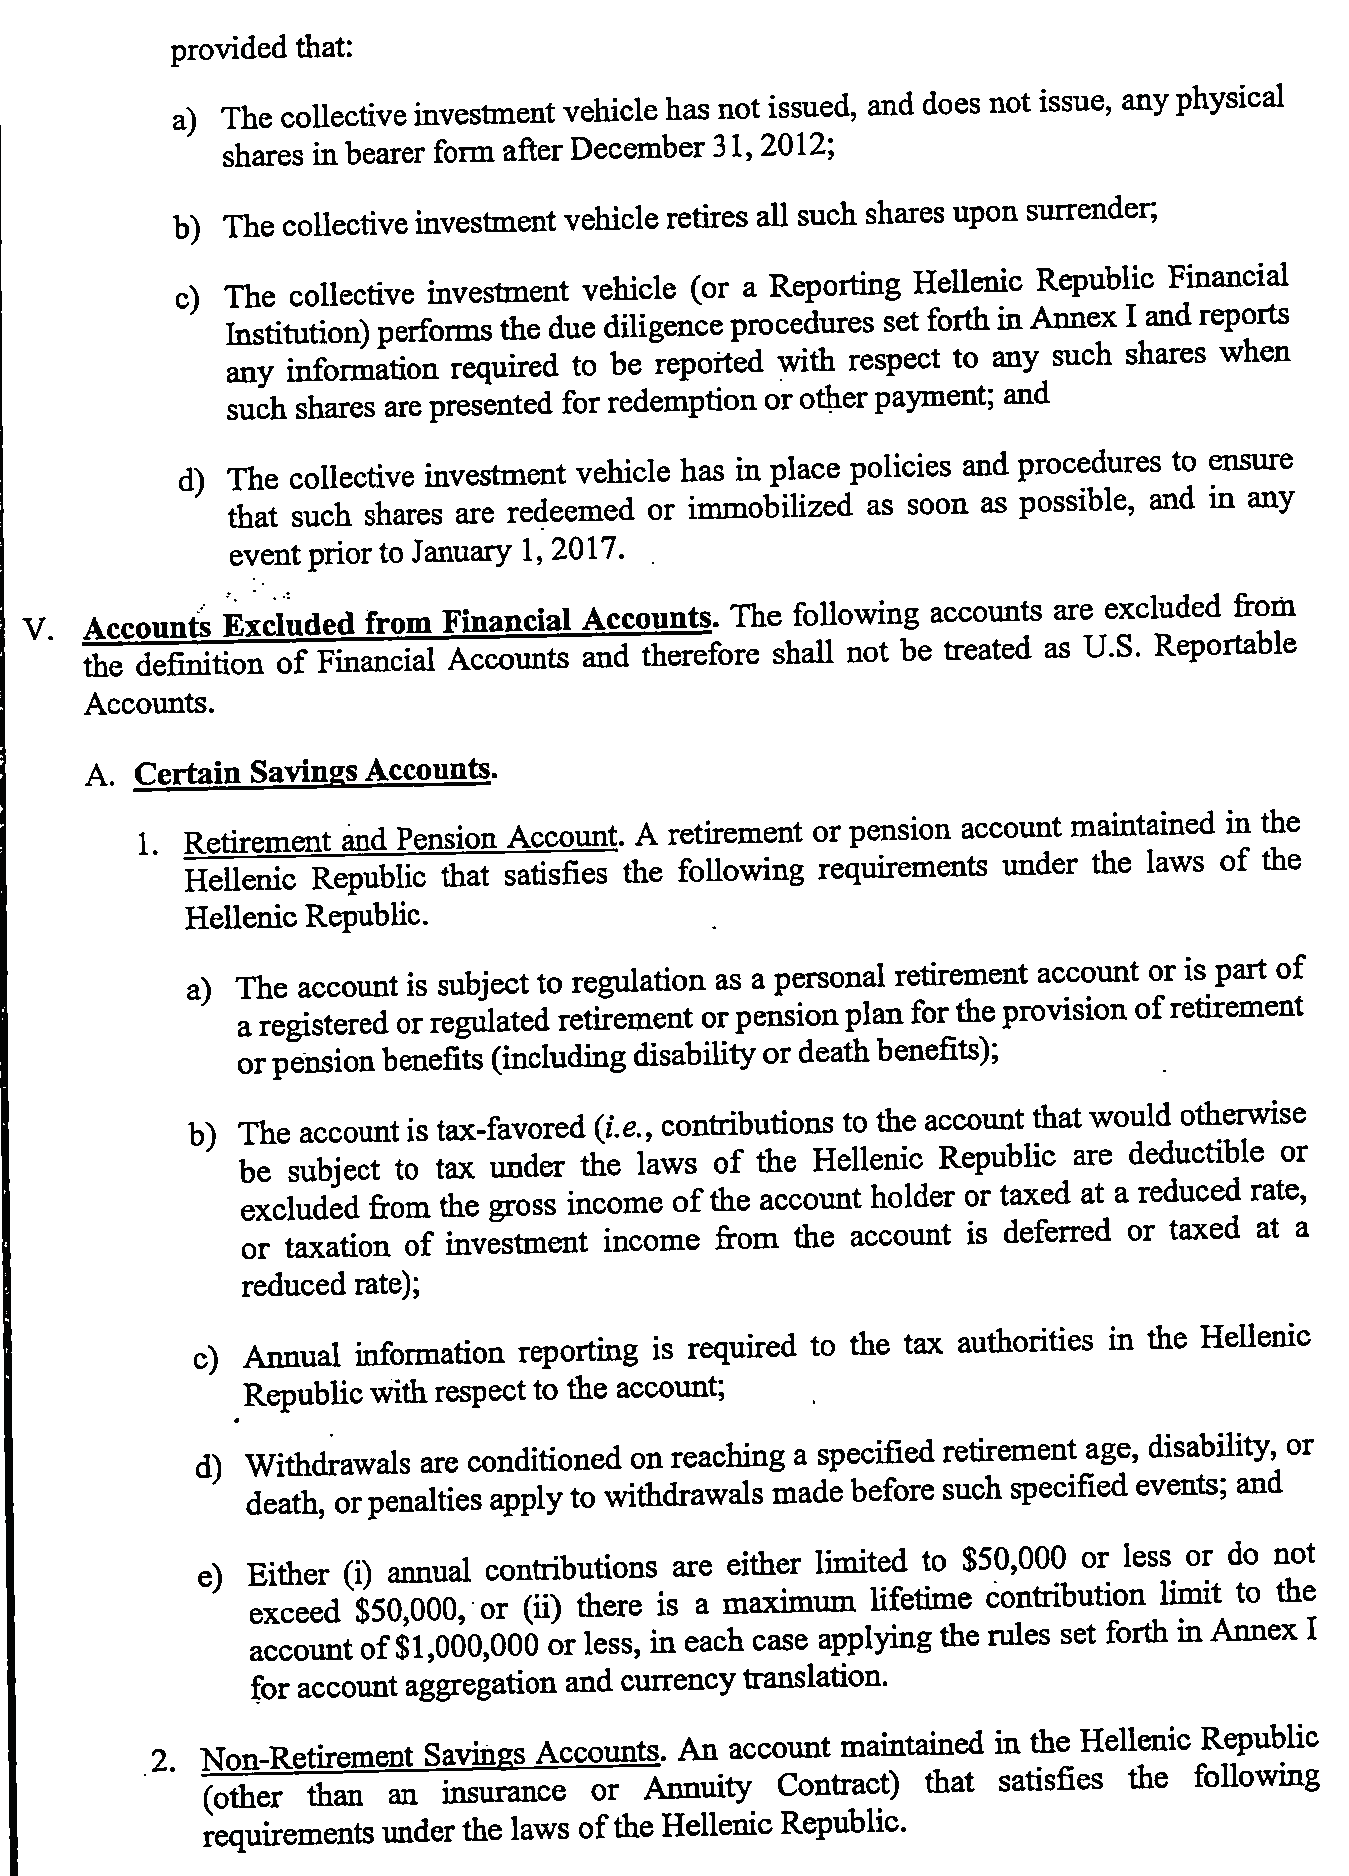 provided that:
a) The collective investment vehicle has not issued, and does not issue, any physical
shares in bearer form after December 31, 2012;
b) The collective investment vehicle retires all such shares upon surrender;
c) The collective investment vehicle (or a Reporting Hellenic Republic Financial
Institution) performs the due diligence procedures set forth in Annex I and reports
any information required to be reported with respect to any such shares when
such shares are presented for redemption or other payment; and
d) The collective investment vehicle has in place policies and procedures to ensure
that such shares are redeemed or immobilized as soon as possible, and in any
event prior to January 1, 2017.
V. Accounts Excluded from Financial Accounts. The following accounts are excluded from
the definition of Financial Accounts and therefore shall not be treated as U.S. Reportable
Accounts.
A. Certain Savings Accounts.
1. Retirement and Pension Account. A retirement or pension account maintained in the
Hellenic Republic that satisfies the following requirements under the laws of the
Hellenic Republic.
a) The account is subject to regulation as a personal retirement account or is part of
a registered or regulated retirement or pension plan for the provision of retirement
or pension benefits (including disability or death benefits);
b) The account is tax-favored (i.e., contributions to the account that would otherwise
be subject to tax under the laws of the Hellenic Republic are deductible or
excluded from the gross income of the account holder or taxed at a reduced rate,
or taxation of investment income from the account is deferred or taxed at a
reduced rate);
c) Annual information reporting is required to the tax authorities in the Hellenic
Republic with respect to the account;
d) Withdrawals are conditioned on reaching a specified retirement age, disability, or
death, or penalties apply to withdrawals made before such specified events; and
e) Either (i) annual contributions are either limited to $50,000 or less or do not
exceed $50,000, or (ii) there is a maximum lifetime contribution limit to the
account of $1,000,000 or less, in each case applying the rules set forth in Annex I
for account aggregation and currency translation.
2. Non-Retirement Savings Accounts. An account maintained in the Hellenic Republic
(other than an insurance or Annuity Contract) that satisfies the following
requirements under the laws of the Hellenic Republic.